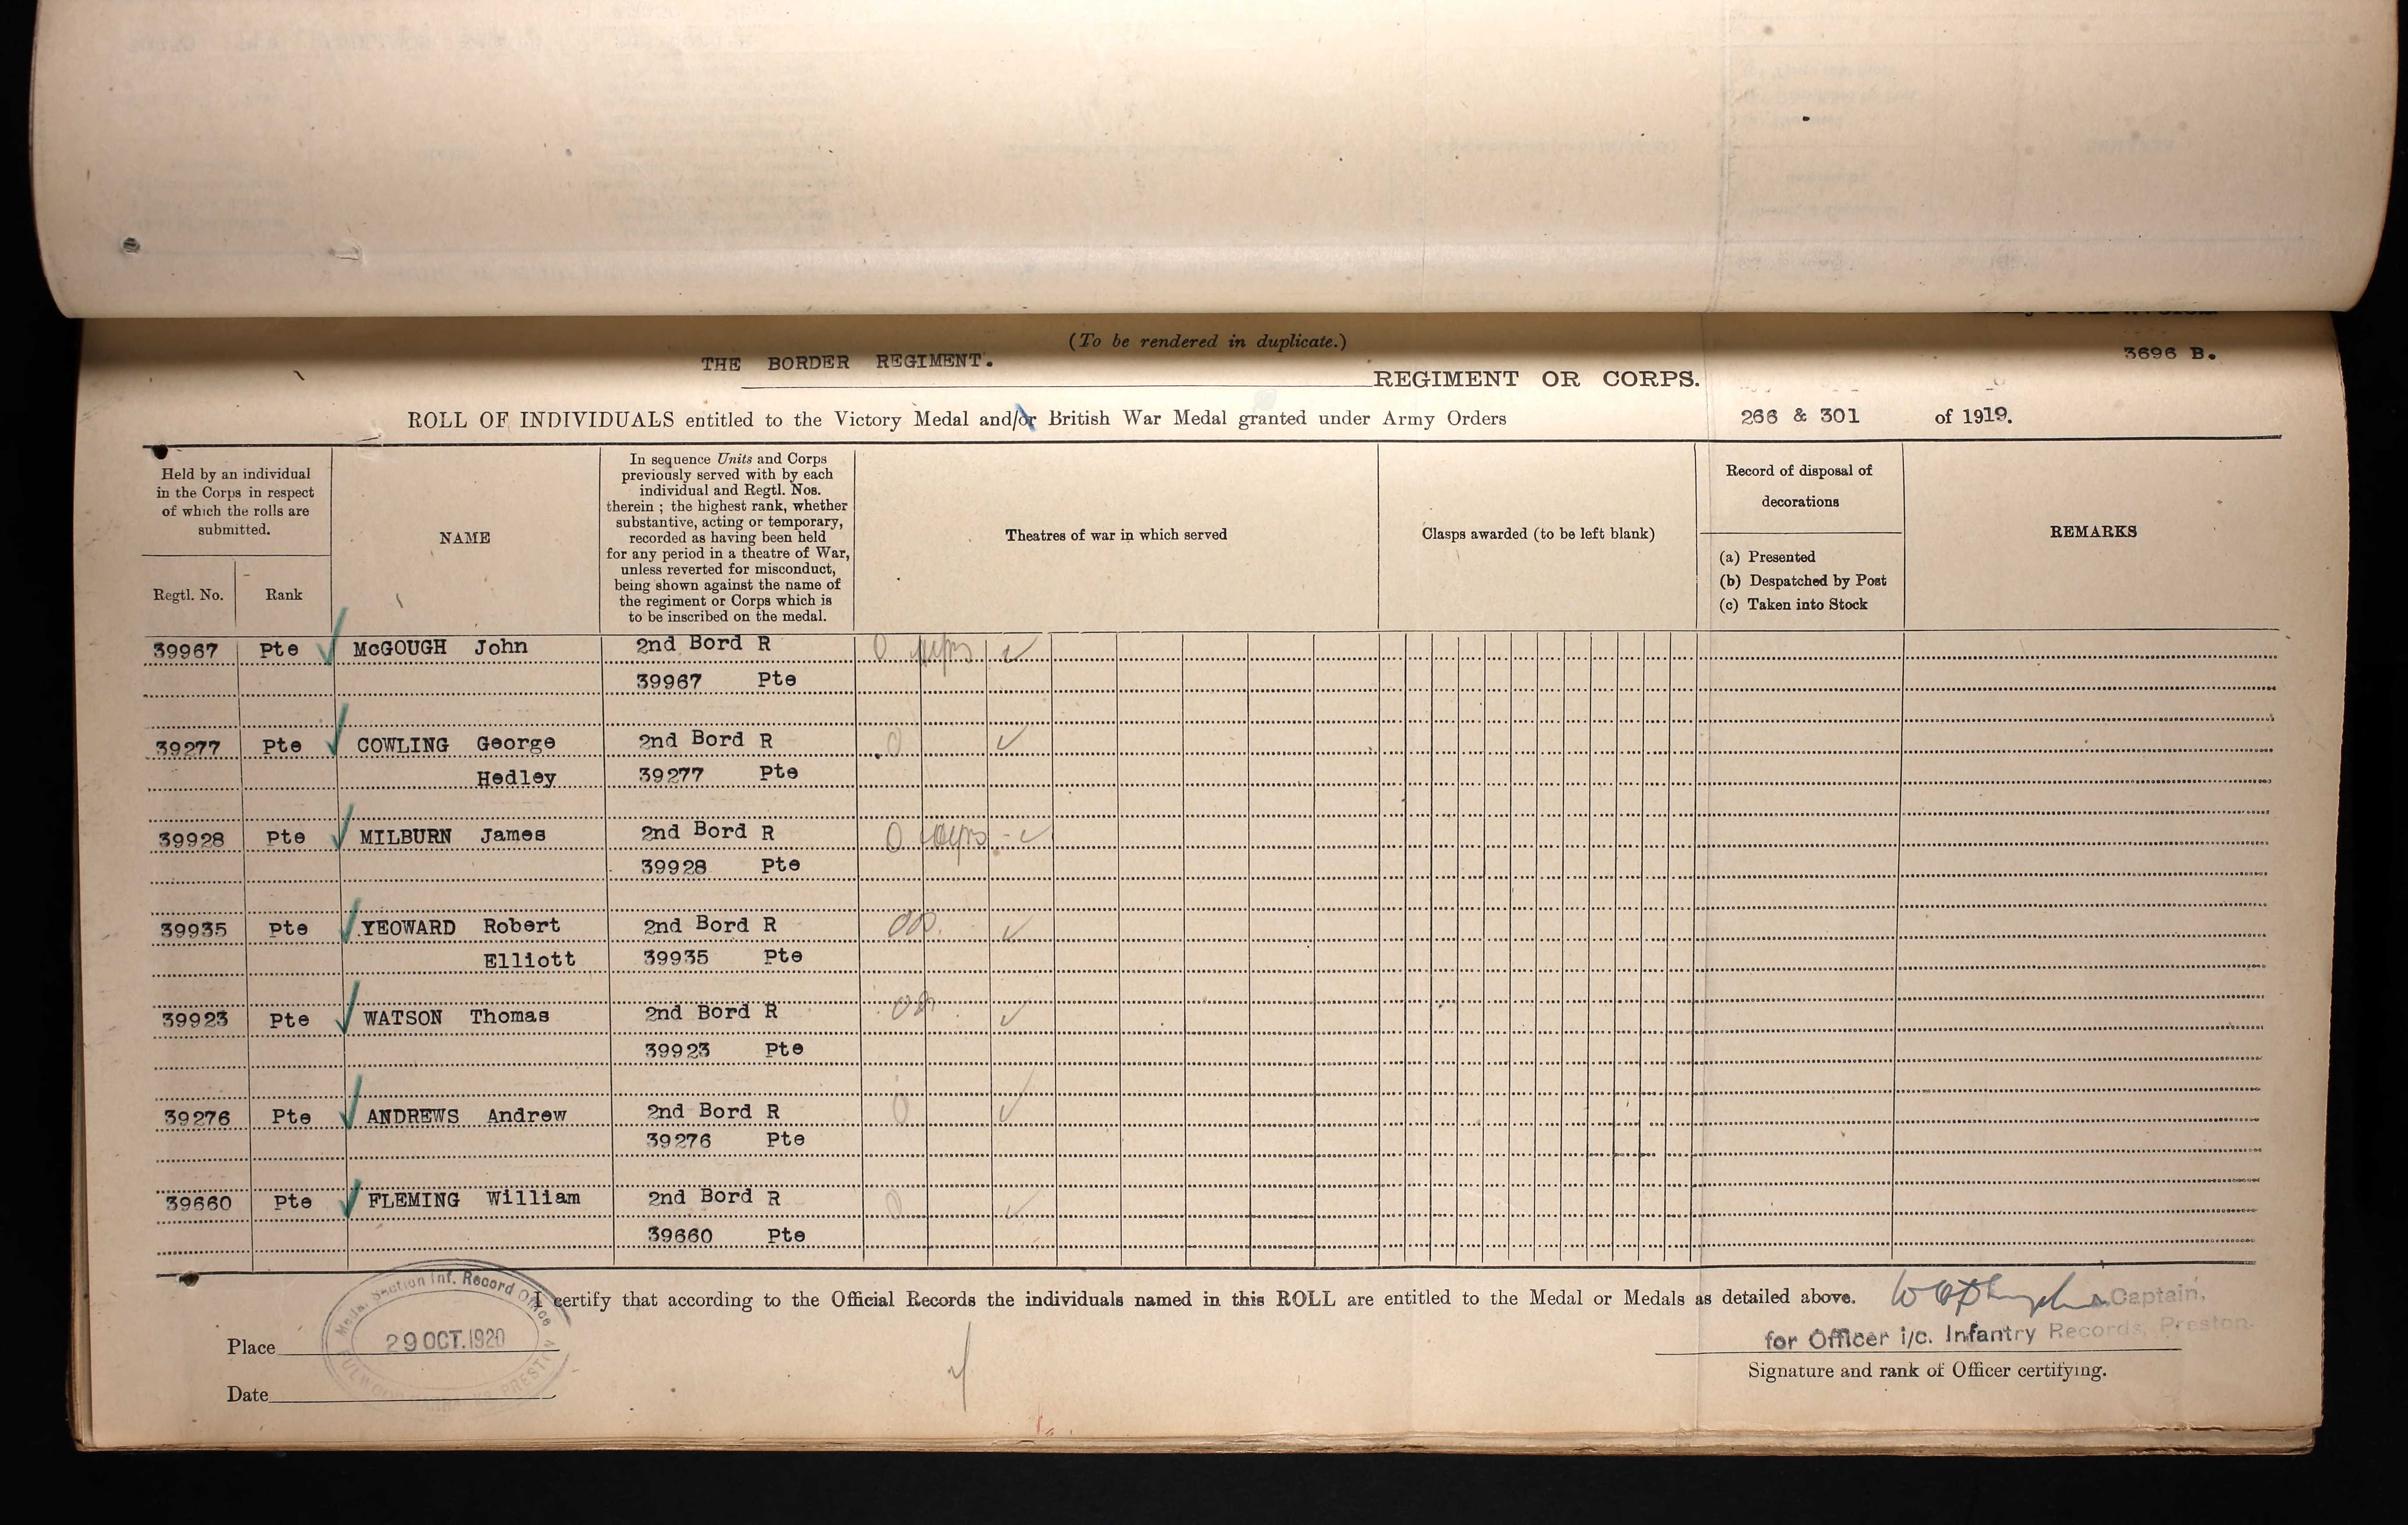 (To be rendered in duplicate.)
3696 B.
THE BORDER REGIMENT.
REGIMENT OR CORPS.
ROLL OF INDIVIDUALS entitled to the Victory Medal and/or British War Medal granted under Army Orders 266 & 301 of 1919.
Held by an individual
in the Corps in respect
of which the rolls are
submitted.
Regtl. No.
Rank
NAME
In sequence Units and Corps
previously served with by each
individual and Regtl. Nos.
therein ; the highest rank, whether
substantive, acting or temporary,
recorded as having been held
for any period in a theatre of War,
unless reverted for misconduct,
being shown against the name of
the regiment or Corps which is
to be inscribed on the medal.
Theatres of war in which served
Clasps awarded (to be left blank)
Record of disposal of
decorations
(a) Presented
(b) Despatched by Post
(c) Taken into Stock
REMARKS
39967 Pte McGOUGH John 2nd Bord R
39967 Pte
39277 Pte COWLING George 2nd Bord R
Hedley 39277 Pte
39928 Pte MILBURN James 2nd Bord R
39928 Pte
39935 Pte YEOWARD Robert 2nd Bord R
Elliott 39935 Pte
39923 Pte WATSON Thomas 2nd Bord R
39923 Pte
39276 Pte ANDREWS Andrew 2nd Bord R
39276 Pte
39660 Pte FLEMING William 2nd Bord R
39660 Pte
I certify that according to the Official Records the individuals named in this ROLL are entitled to the Medal or Medals as detailed above.
Captain,
for Officer i/c. Infantry Records, Preston.
Signature and rank of Officer certifying.
Medal Section Inf. Record Office
29 OCT. 1920
PRESTON
Place
Date